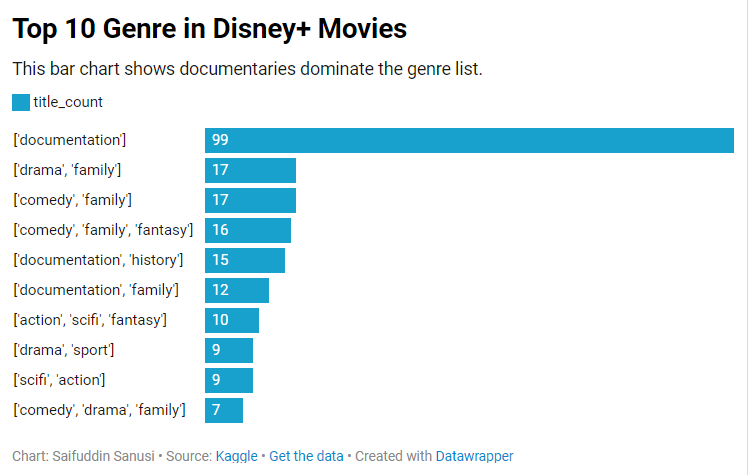 Top 10 Genre in Disney+ Movies
This bar chart shows documentaries dominate the genre list.
title_count
['documentation'] 99
['drama', 'family'] 17
['comedy', 'family'] 17
['comedy', 'family', 'fantasy'] 16
['documentation', 'history'] 15
['documentation', 'family'] 12
['action', 'scifi', 'fantasy'] 10
['drama', 'sport'] 9
['scifi', 'action'] 9
['comedy', 'drama', 'family'] 7
Chart: Saifuddin Sanusi • Source: Kaggle • Get the data • Created with Datawrapper